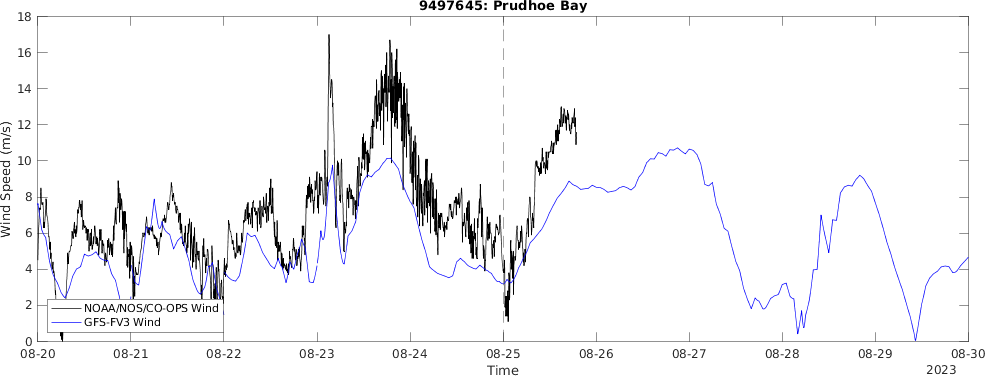 9497645: Prudhoe Bay
18
16
14
12
10
8
6
4
2
0
Wind Speed (m/s)
NOAA/NOS/CO-OPS Wind
GFS-FV3 Wind
08-20 08-21 08-22 08-23 08-24 08-25 08-26 08-27 08-28 08-29 08-30
Time
2023